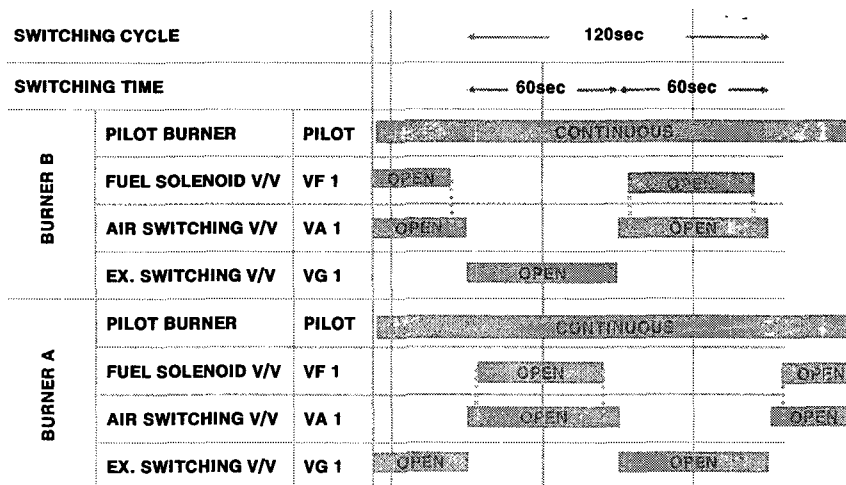 SWITCHING CYCLE 120sec
SWITCHING TIME 60sec 60sec
BURNER B
PILOT BURNER PILOT CONTINUOUS
FUEL SOLENOID V/V VF 1 OPEN OPEN
AIR SWITCHING V/V VA 1 OPEN OPEN
EX. SWITCHING V/V VG 1 OPEN
BURNER A
PILOT BURNER PILOT CONTINUOUS
FUEL SOLENOID V/V VF 1 OPEN OPEN
AIR SWITCHING V/V VA 1 OPEN OPEN
EX. SWITCHING V/V VG 1 OPEN OPEN